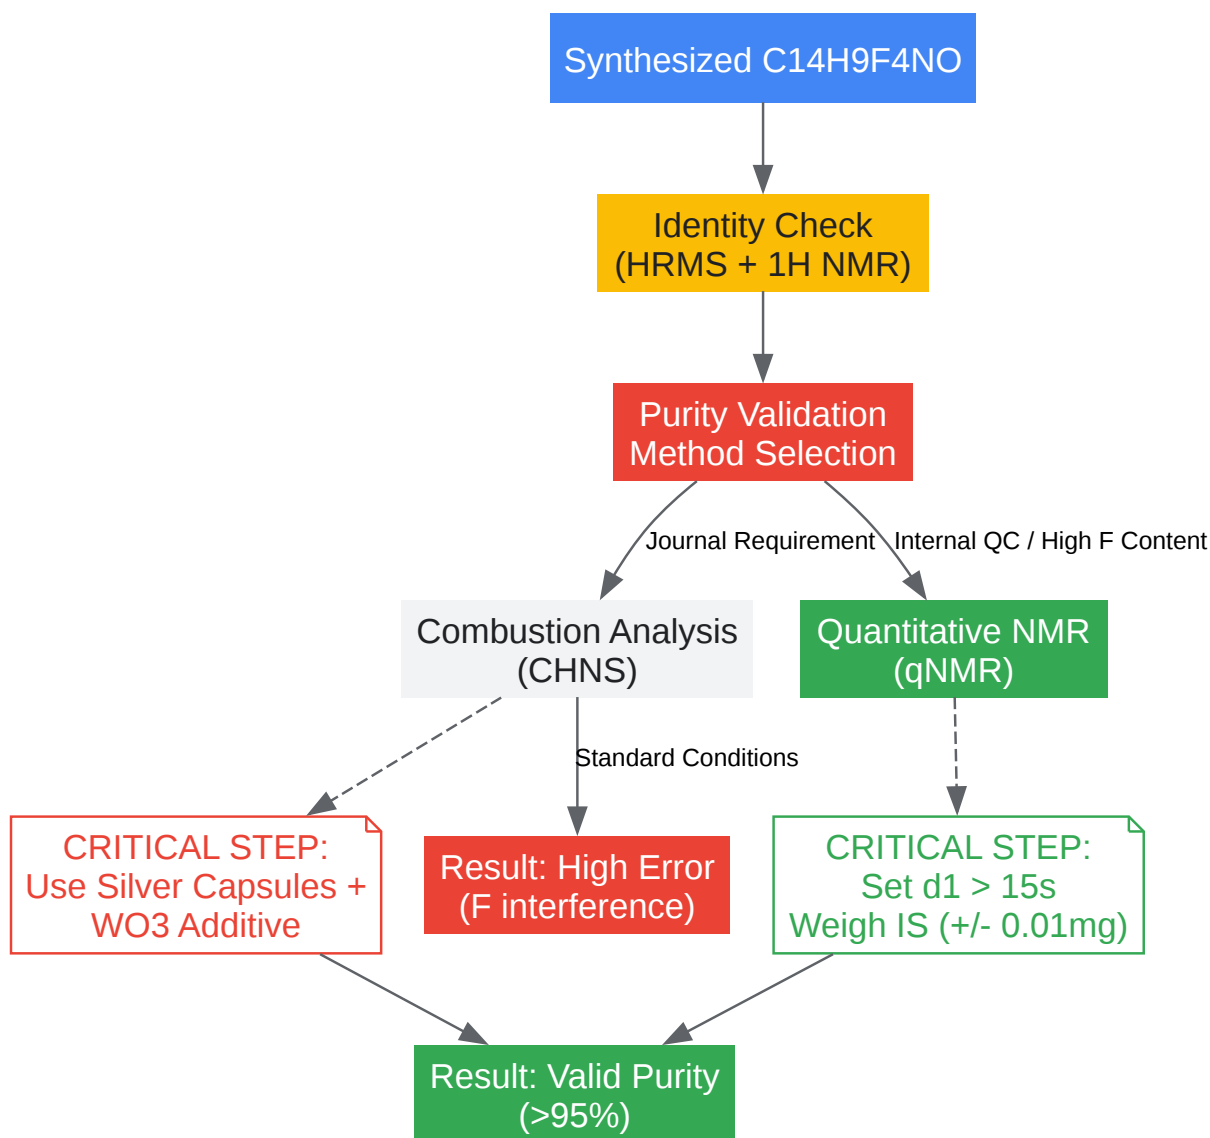 Synthesized C14H9F4NO
Identity Check
(HRMS + 1H NMR)
Purity Validation
Method Selection
Journal Requirement
Internal QC / High F Content
Combustion Analysis
(CHNS)
Quantitative NMR
(qNMR)
Standard Conditions
CRITICAL STEP:
Use Silver Capsules +
WO3 Additive
Result: High Error
(F interference)
CRITICAL STEP:
Set d1 > 15s
Weigh IS (+/- 0.01mg)
Result: Valid Purity
(>95%)